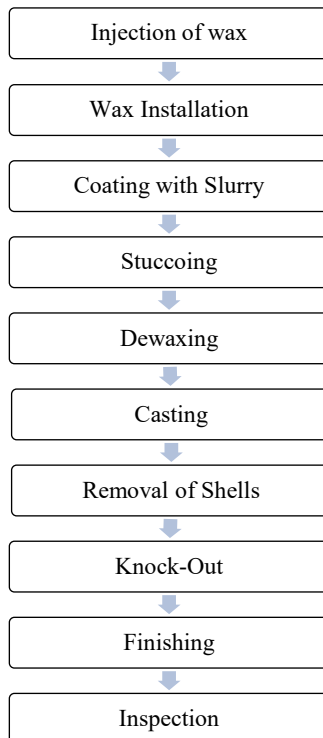 Injection of wax
Wax Installation
Coating with Slurry
Stuccoing
Dewaxing
Casting
Removal of Shells
Knock-Out
Finishing
Inspection